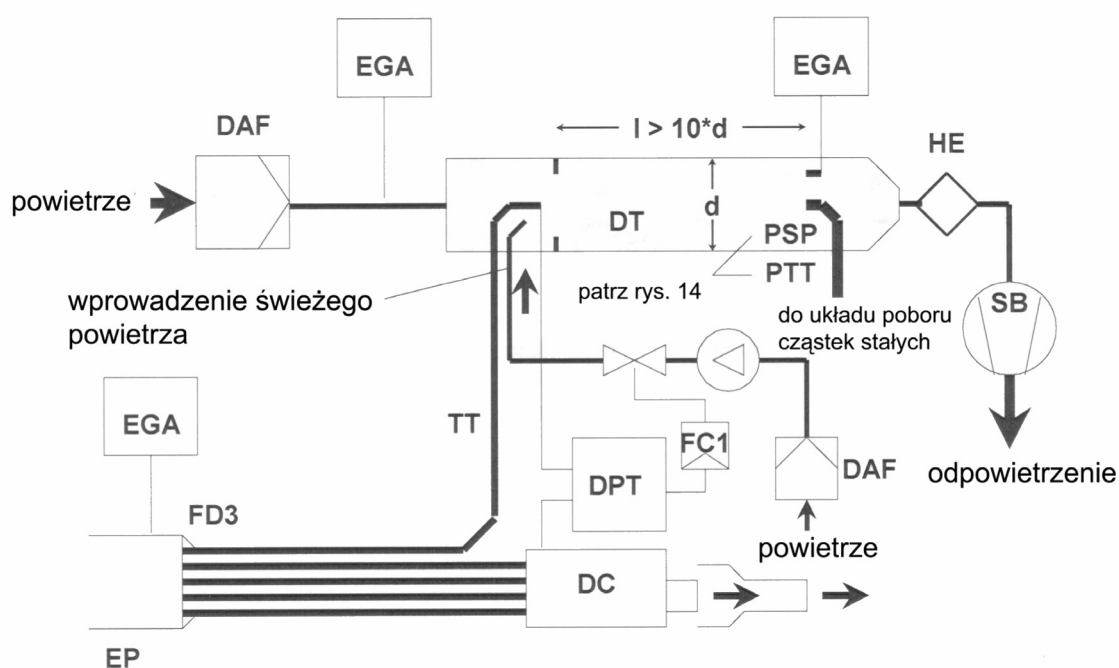 EGA
EGA
DAF
l > 10*d
HE
powietrze
d
DT
PSP
PTT
wprowadzenie świeżego
powietrza
patrz rys. 14
do układu poboru
cząstek stałych
SB
EGA
TT
FC1
DAF
odpowietrzenie
FD3
DPT
powietrze
DC
EP